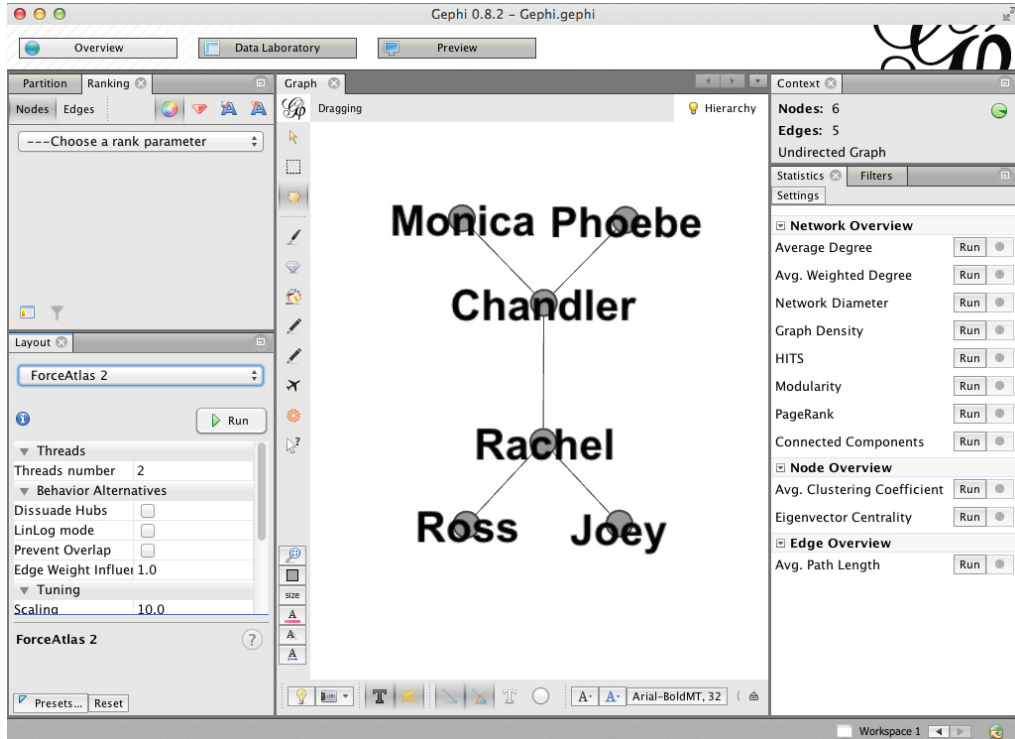 Gephi 0.8.2 – Gephi.gephi
Overview
Data Laboratory
Preview
Partition
Ranking
Nodes
Edges
---Choose a rank parameter
Layout
ForceAtlas 2
Run
Threads
Threads number 2
Behavior Alternatives
Dissuade Hubs
LinLog mode
Prevent Overlap
Edge Weight Influer 1.0
Tuning
Scaling 10.0
ForceAtlas 2
?
Presets...
Reset
Graph
Dragging
Hierarchy
Monica Phoebe
Chandler
Rachel
Ross Joey
size
A
A
A
T
T
A-
A-
Arial-BoldMT, 32
Context
Nodes: 6
Edges: 5
Undirected Graph
Statistics
Filters
Settings
Network Overview
Average Degree Run
Avg. Weighted Degree Run
Network Diameter Run
Graph Density Run
HITS Run
Modularity Run
PageRank Run
Connected Components Run
Node Overview
Avg. Clustering Coefficient Run
Eigenvector Centrality Run
Edge Overview
Avg. Path Length Run
Workspace 1